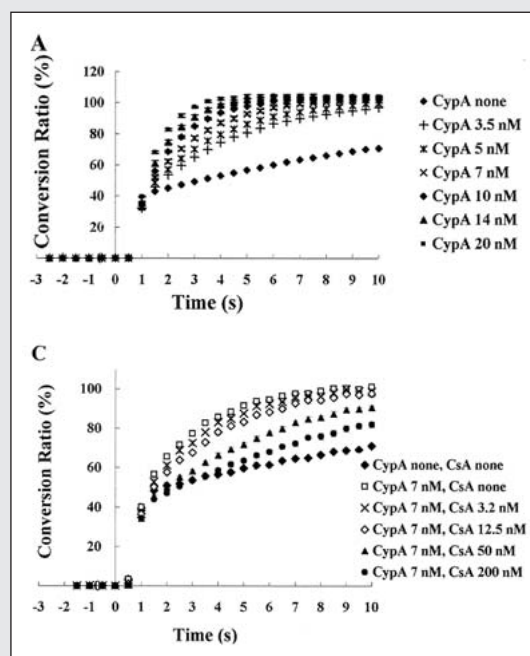 A
Conversion Ratio (%)
120
100
80
60
40
20
-3 -2 -1 0 1 2 3 4 5 6 7 8 9 10
Time (s)
CypA none
CypA 3.5 nM
CypA 5 nM
CypA 7 nM
CypA 10 nM
CypA 14 nM
CypA 20 nM
C
Conversion Ratio (%)
100
80
60
40
20
0
-3 -2 -1 0 1 2 3 4 5 6 7 8 9 10
Time (s)
CypA none, CsA none
CypA 7 nM, CsA none
CypA 7 nM, CsA 3.2 nM
CypA 7 nM, CsA 12.5 nM
CypA 7 nM, CsA 50 nM
CypA 7 nM, CsA 200 nM